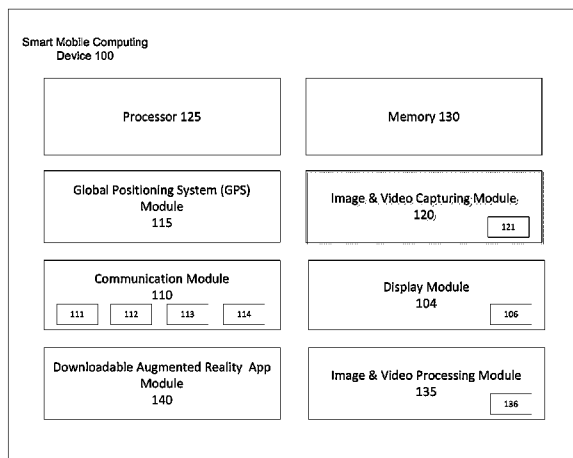 Smart Mobile Computing
Device 100
Processor 125
Memory 130
Global Positioning System (GPS)
Module
115
Image & Video Capturing Module
120
121
Communication Module
110
111
112
113
114
Display Module
104
106
Downloadable Augmented Reality App
Module
140
Image & Video Processing Module
135
136